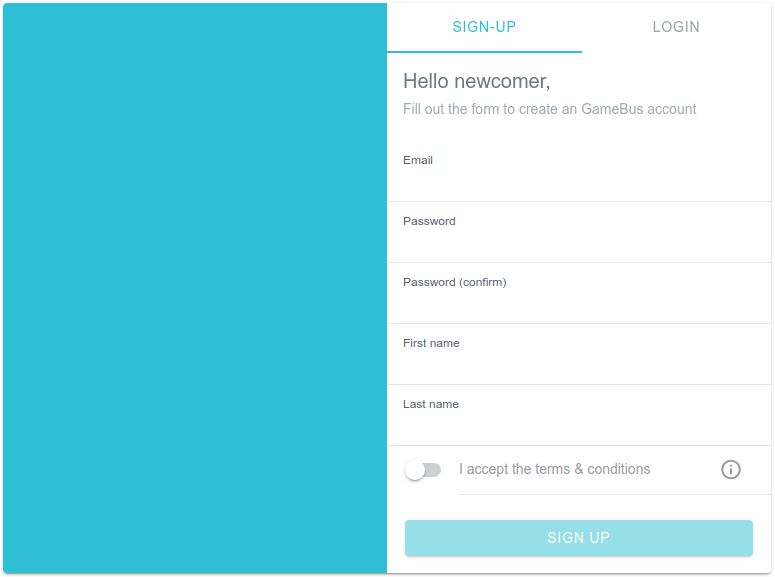 SIGN-UP LOGIN
Hello newcomer,
Fill out the form to create an GameBus account
Email
Password
Password (confirm)
First name
Last name
I accept the terms & conditions
SIGN UP